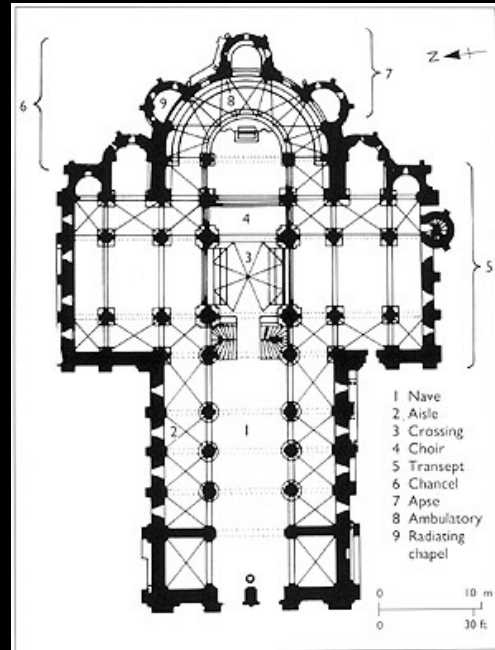 N
6
7
9
8
4
3
5
2
1
1 Nave
2 Aisle
3 Crossing
4 Choir
5 Transept
6 Chancel
7 Apse
8 Ambulatory
9 Radiating
chapel
0 10 m
0 30 ft